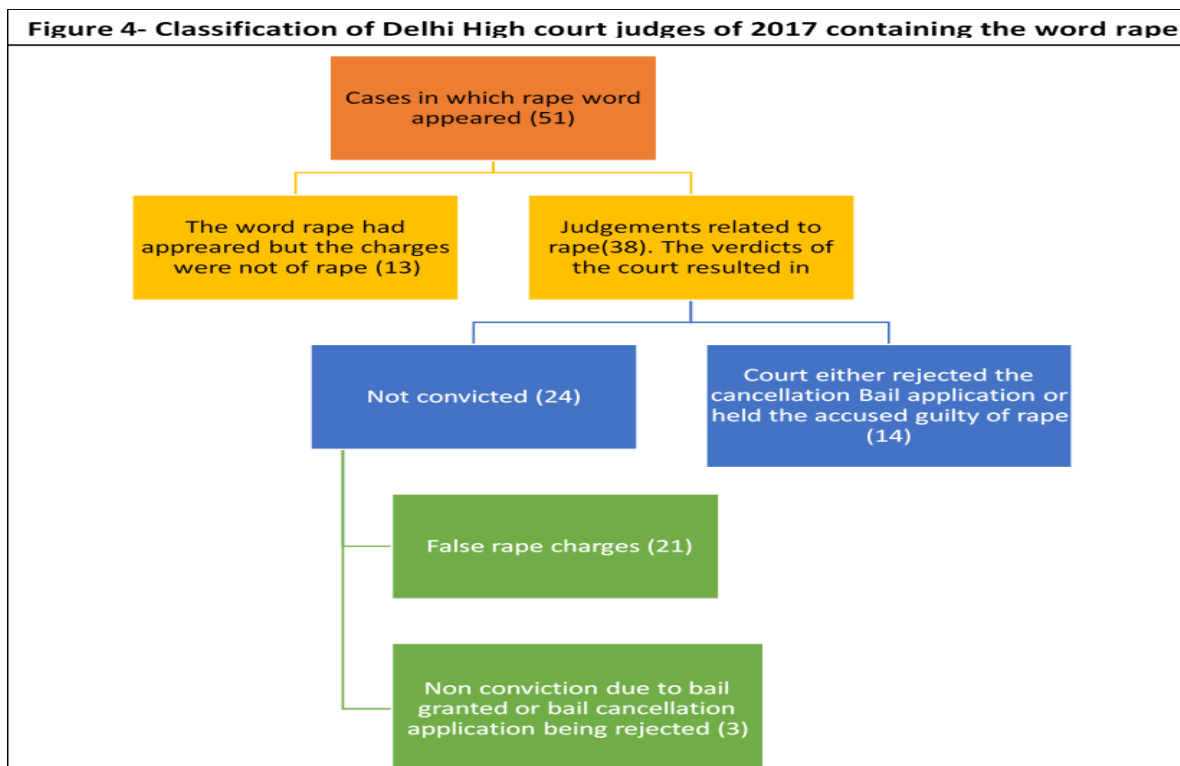 Figure 4- Classification of Delhi High court judges of 2017 containing the word rape
Cases in which rape word
appeared (51)
The word rape had
appreared but the charges
were not of rape (13)
Judgements related to
rape(38). The verdicts of
the court resulted in
Not convicted (24)
Court either rejected the
cancellation Bail application or
held the accused guilty of rape
(14)
False rape charges (21)
Non conviction due to bail
granted or bail cancellation
application being rejected (3)